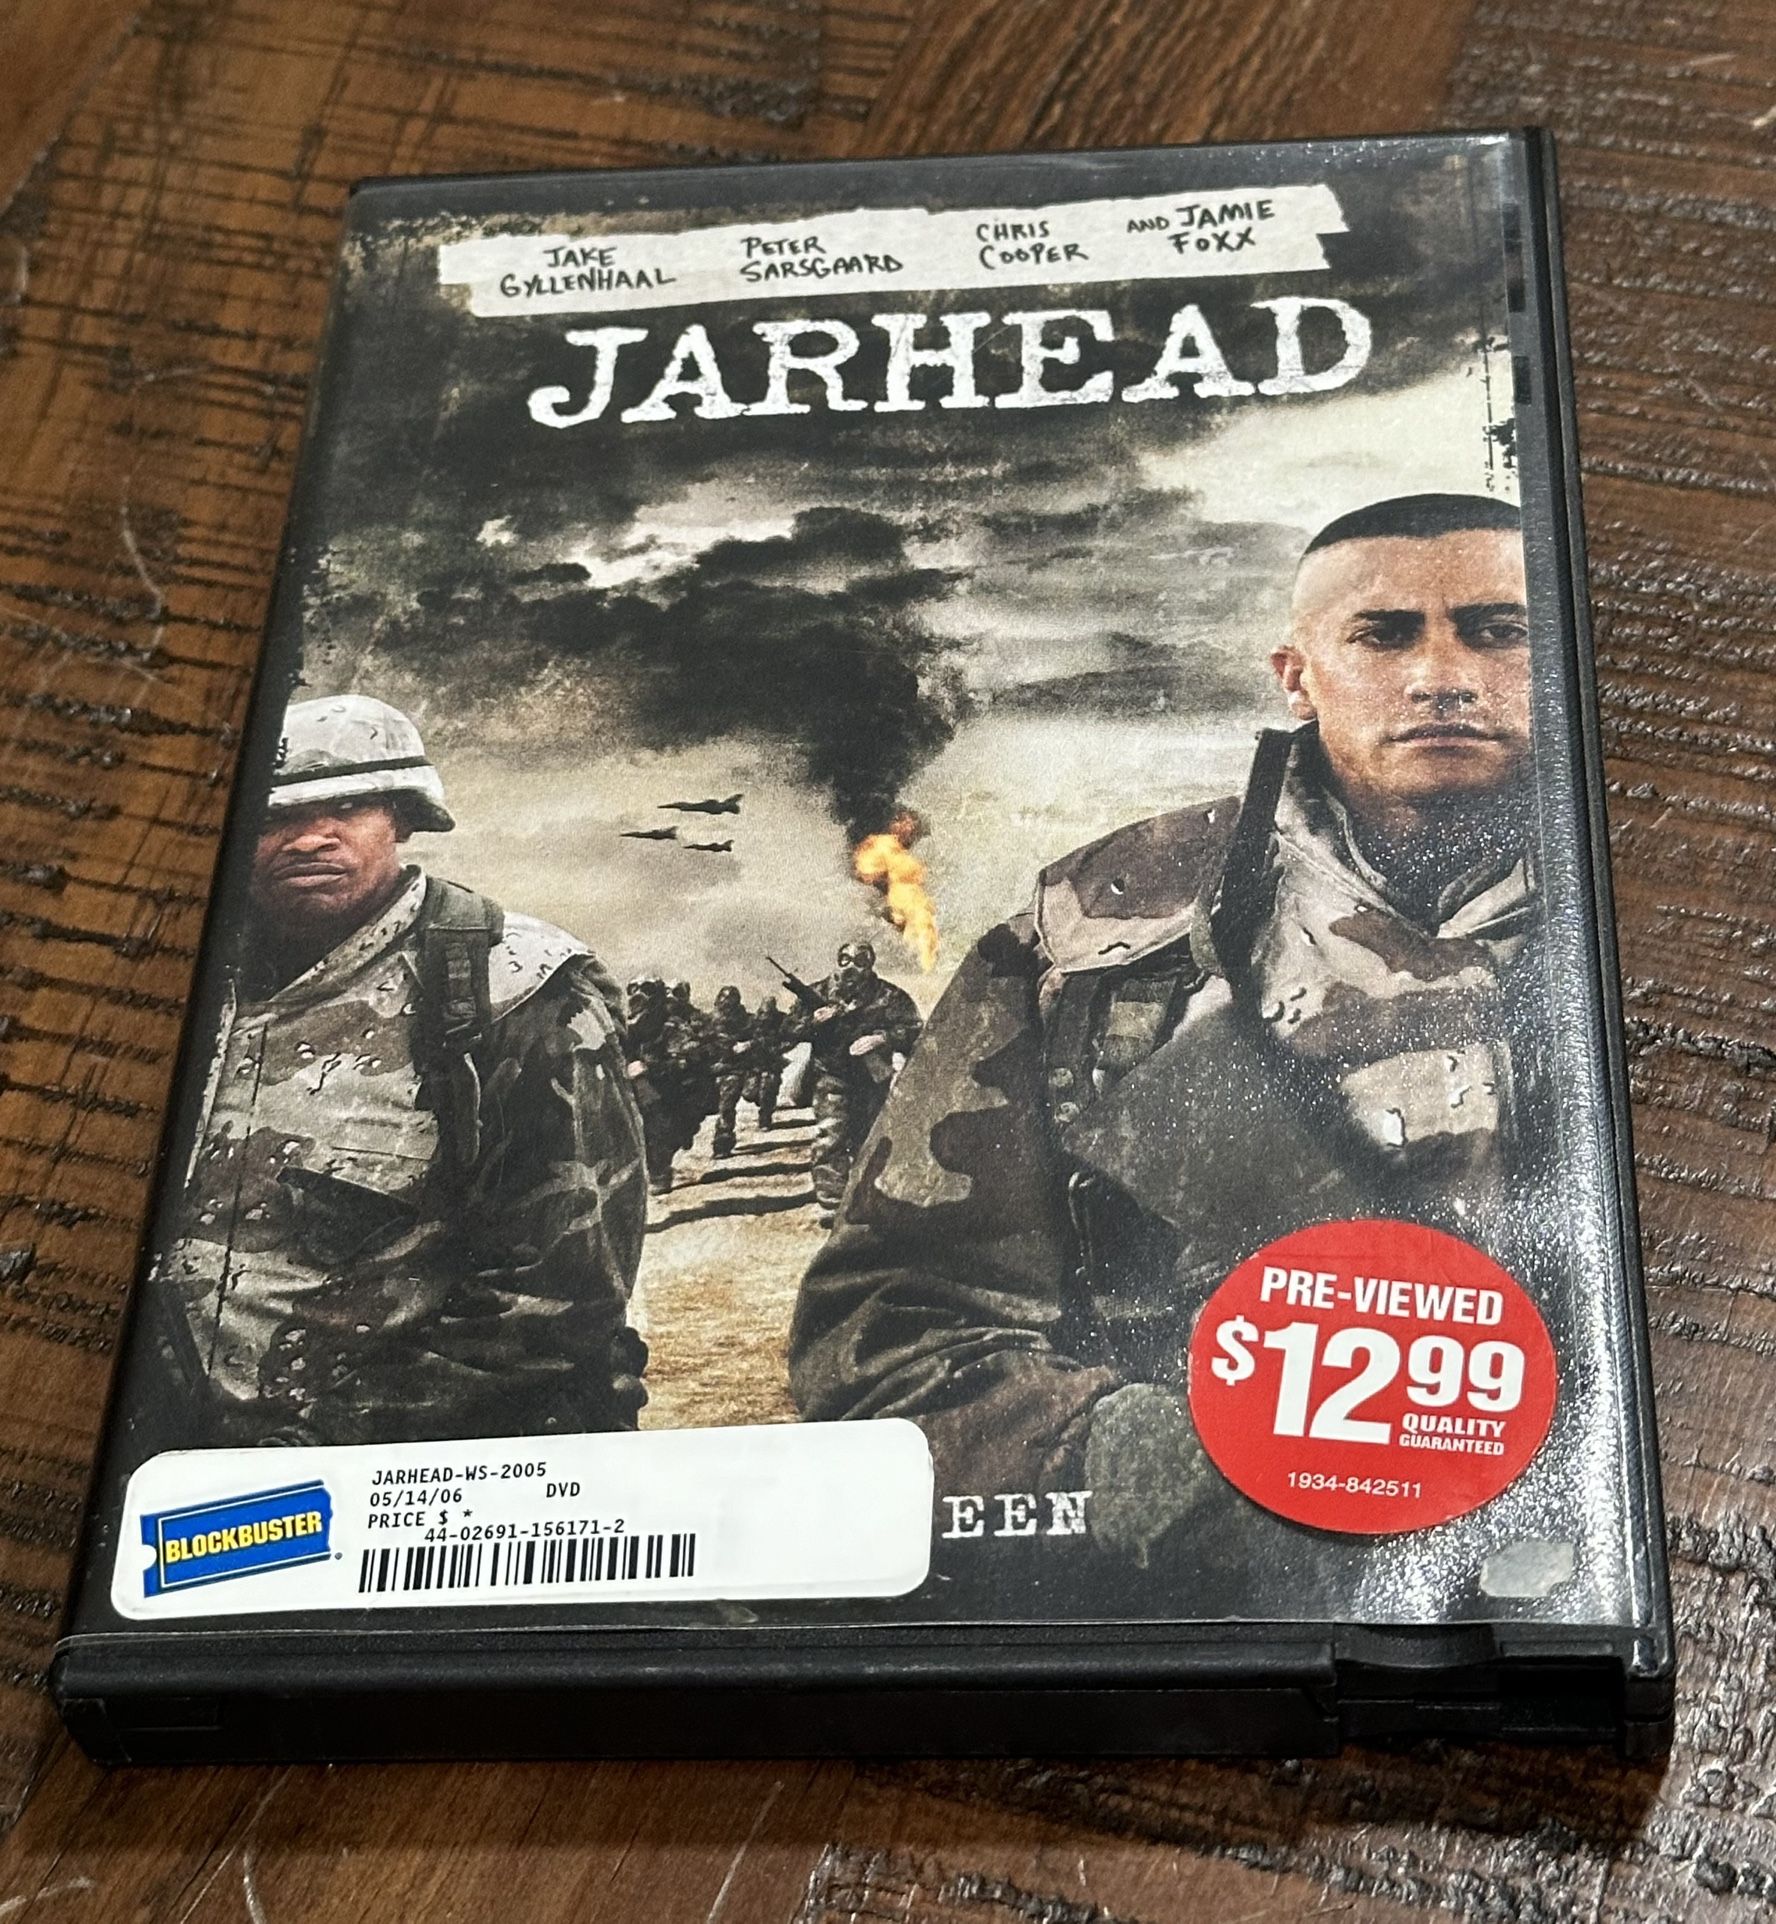 JAKE GYLLENHAAL
PETER SARSGAARD
CHRIS COOPER
AND JAMIE FOXX
JARHEAD
PRE-VIEWED
$12.99
QUALITY
GUARANTEED
1934-842511
BLOCKBUSTER
JARHEAD-WS-2005
05/14/06 DVD
PRICE $ *
44-02691-156171-2
EEN